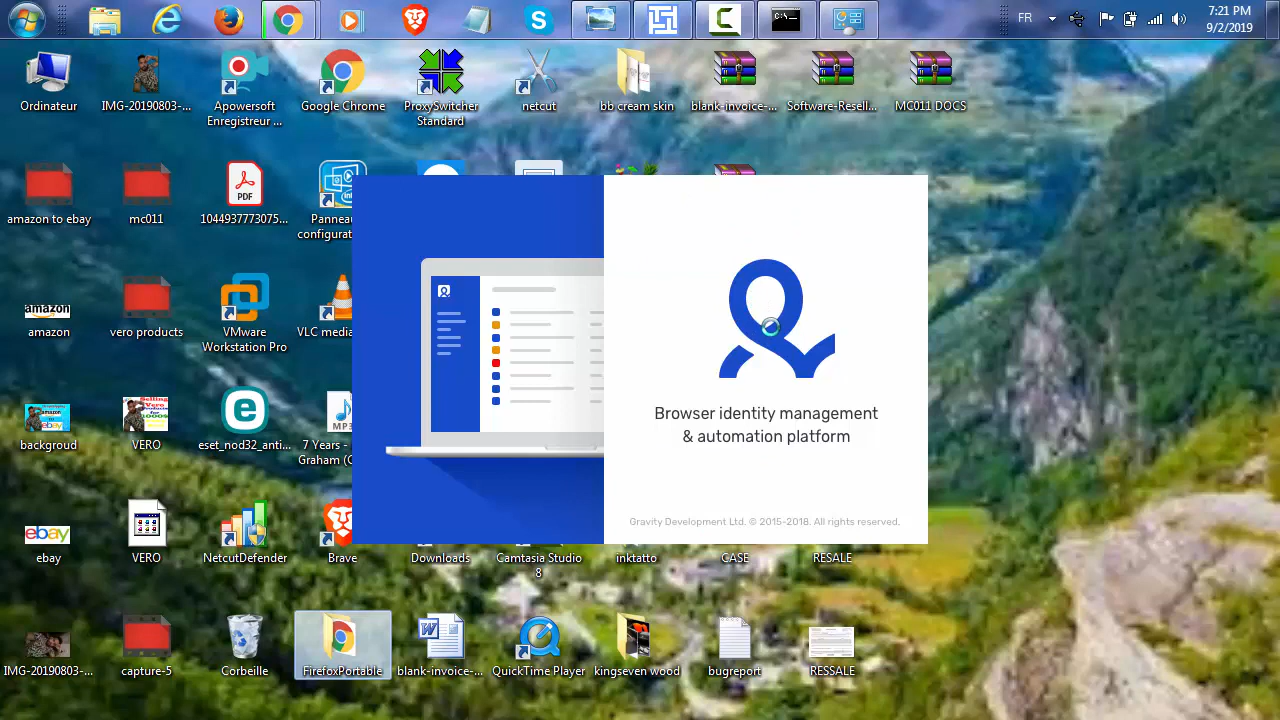 FR
7:21 PM
9/2/2019
Ordinateur
IMG-20190803-...
Apowersoft
Enregistreur ...
Google Chrome
ProxySwitcher
Standard
netcut
bb cream skin
blank-invoice-...
Software-Resell...
MC011 DOCS
amazon to ebay
mc011
PDF
1044937773075...
Panneau
configurat
amazon
amazon
vero products
VMware
Workstation Pro
VLC media
Browser identity management
& automation platform
backgroud
VERO
eset_nod32_anti...
MP3
7 Years -
Graham (C
Gravity Development Ltd. © 2015-2018. All rights reserved.
ebay
ebay
VERO
NetcutDefender
Brave
Downloads
Camtasia Studio
8
inktatto
CASE
RESALE
IMG-20190803-...
capture-5
Corbeille
FirefoxPortable
blank-invoice-...
QuickTime Player
kingseven wood
bugreport
RESSALE